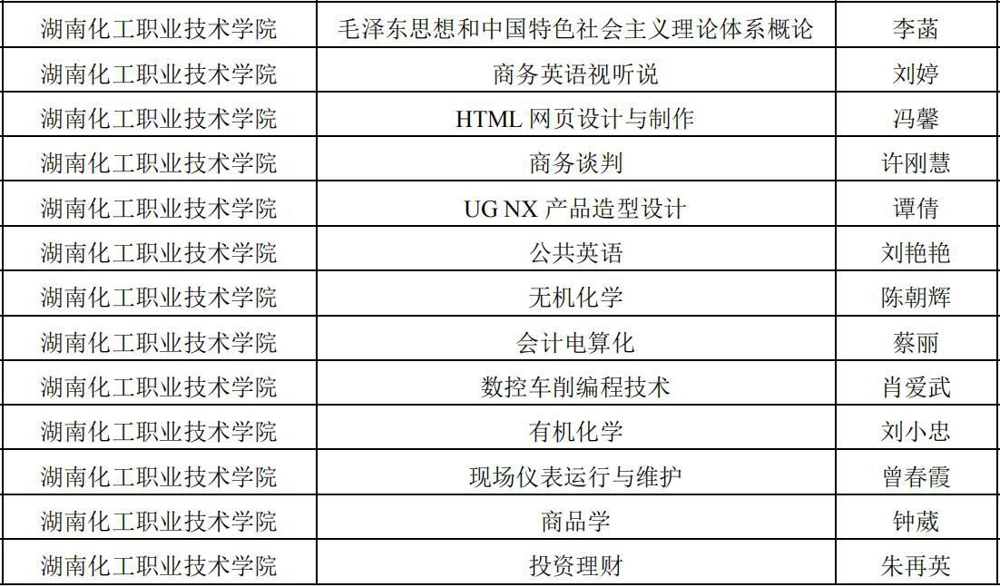 湖南化工职业技术学院 毛泽东思想和中国特色社会主义理论体系概论 李菡
湖南化工职业技术学院 商务英语视听说 刘婷
湖南化工职业技术学院 HTML 网页设计与制作 冯馨
湖南化工职业技术学院 商务谈判 许刚慧
湖南化工职业技术学院 UG NX 产品造型设计 谭倩
湖南化工职业技术学院 公共英语 刘艳艳
湖南化工职业技术学院 无机化学 陈朝辉
湖南化工职业技术学院 会计电算化 蔡丽
湖南化工职业技术学院 数控车削编程技术 肖爱武
湖南化工职业技术学院 有机化学 刘小忠
湖南化工职业技术学院 现场仪表运行与维护 曾春霞
湖南化工职业技术学院 商品学 钟葳
湖南化工职业技术学院 投资理财 朱再英